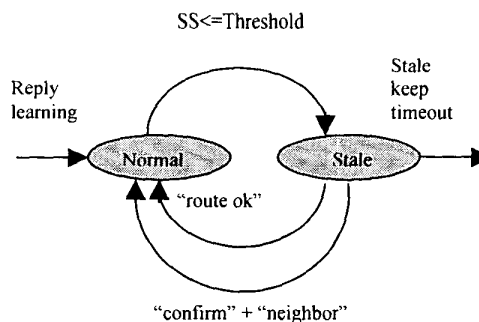 SS<=Threshold
Reply
learning
Stale
keep
timeout
Normal
Stale
"route ok"
"confirm" + "neighbor"